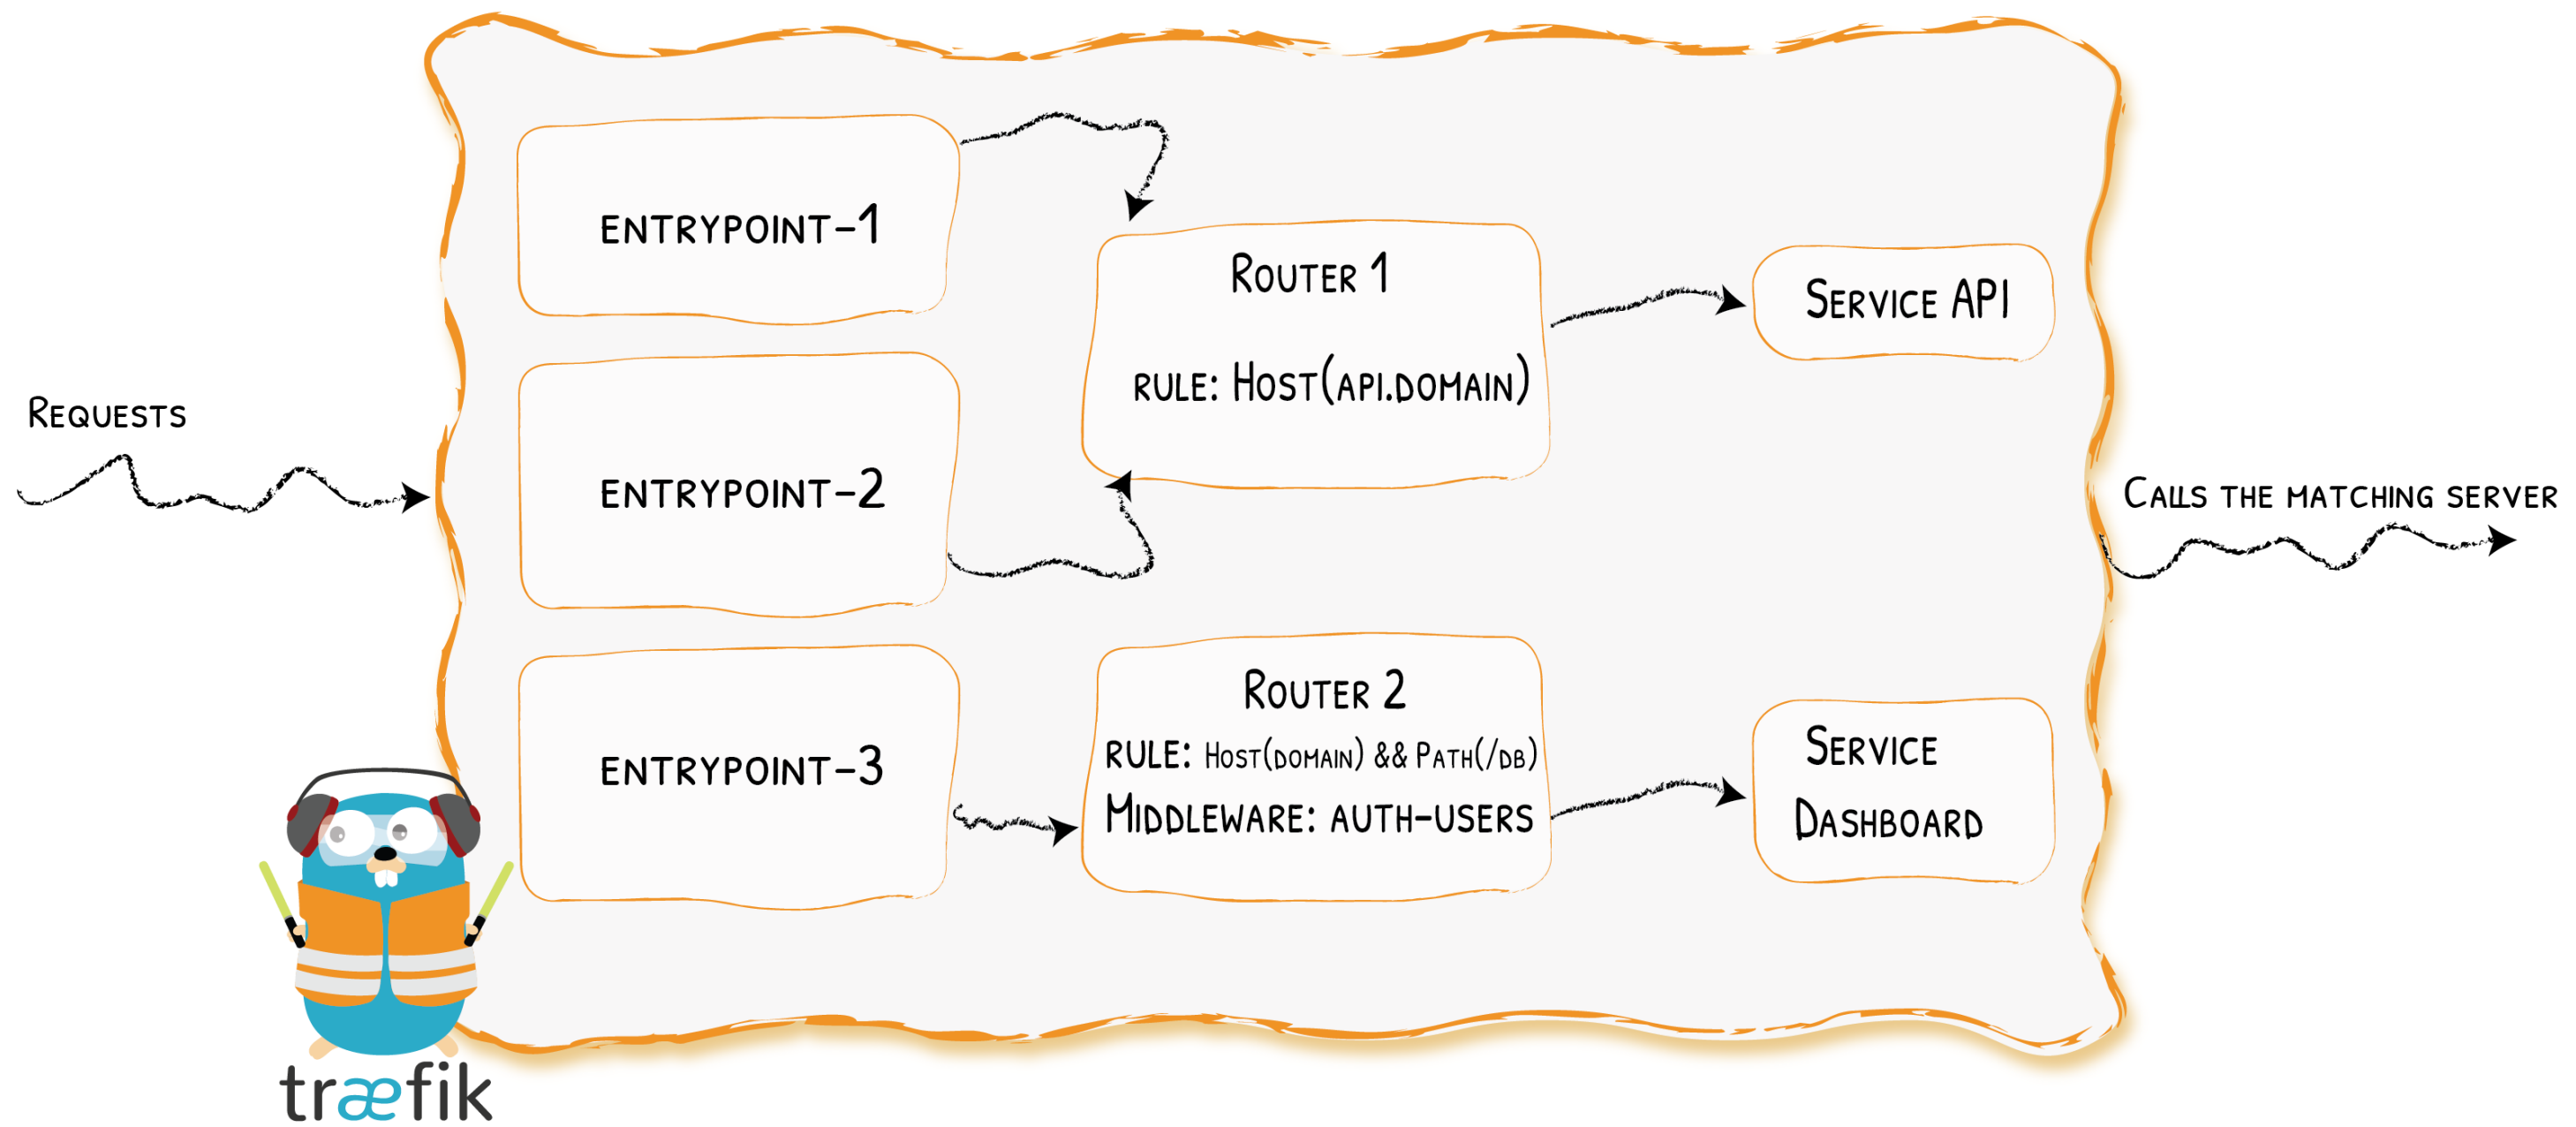 Requests
entrypoint-1
entrypoint-2
entrypoint-3
Router 1
rule: Host(api.domain)
Router 2
rule: Host(domain) && Path(/db)
Middleware: auth-users
Service API
Service
Dashboard
Calls the matching server
træfik